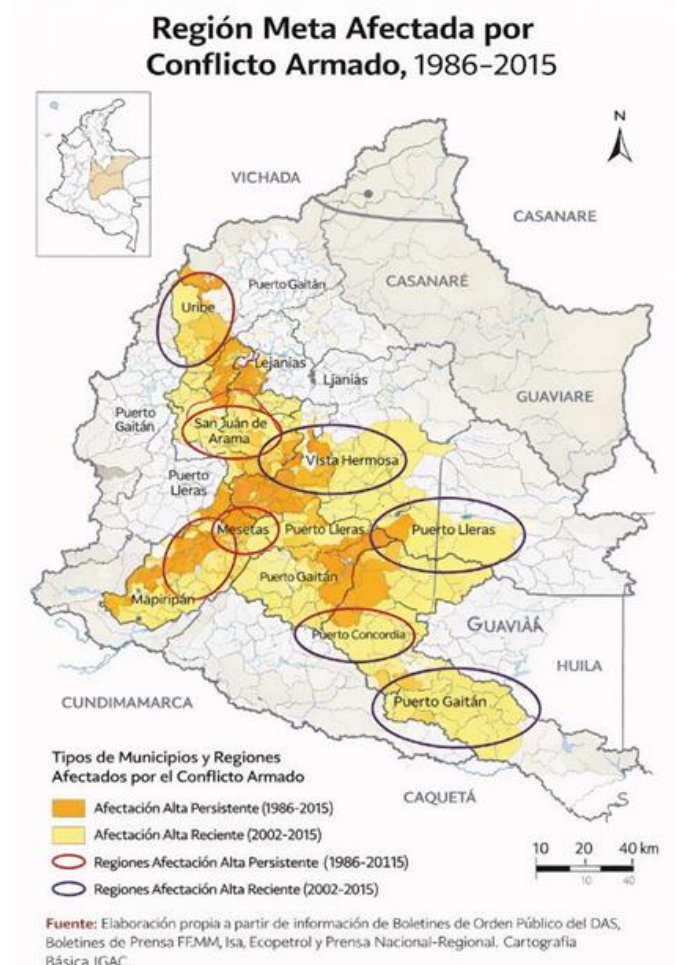 Región Meta Afectada por
Conflicto Armado, 1986–2015
N
VICHADA
CASANARE
CASANARÉ
Puerto Gaitán
Uribe
Lejanías
Ljanías
GUAVIARE
Puerto
Gaitán
San Juán de
Arama
Vista Hermosa
Puerto
Lleras
Mesetas
Puerto Lleras
Puerto Lleras
Puerto Gaitán
Mapiripán
Puerto Concordia
GUAVIÁÁ
HUILA
Puerto Gaitán
CUNDIMAMARCA
CAQUETÁ
S
Tipos de Municipios y Regiones
Afectados por el Conflicto Armado
Afectación Alta Persistente (1986-2015)
Afectación Alta Reciente (2002-2015)
Regiones Afectación Alta Persistente (1986-20115)
Regiones Afectación Alta Reciente (2002-2015)
10 20 40 km
10 40
Fuente: Elaboración propia a partir de información de Boletines de Orden Público del DAS,
Boletines de Prensa FF.MM, Isa, Ecopetrol y Prensa Nacional-Regional. Cartografia
Básica IGAC